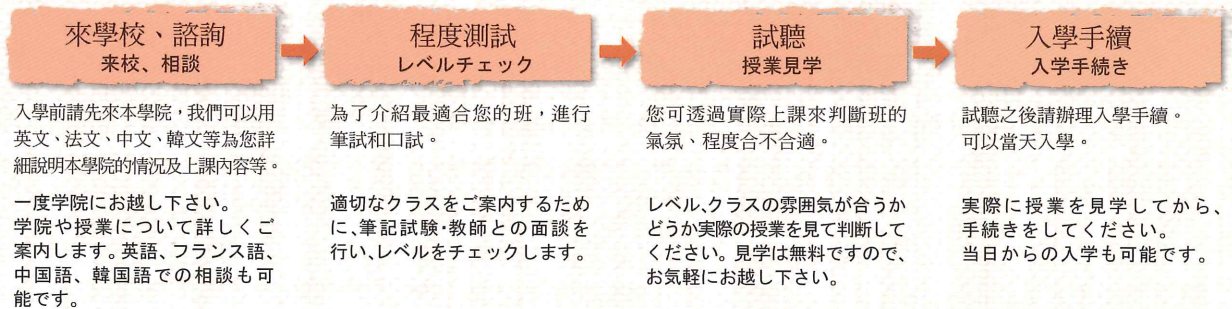 來學校、諮詢
来校、相談
入學前請先來本學院，我們可以用
英文、法文、中文、韓文等為您詳
細說明本學院的情況及上課內容等。
一度学院にお越し下さい。
学院や授業について詳しくご
案内します。英語、フランス語、
中国語、韓国語での相談も可
能です。
程度測試
レベルチェック
為了介紹最適合您的班，進行
筆試和口試。
適切なクラスをご案内するため
に、筆記試験・教師との面談を
行い、レベルをチェックします。
試聽
授業見学
您可透過實際上課來判斷班的
氣氛、程度合不合適。
レベル、クラスの雰囲気が合うか
どうか実際の授業を見て判断して
ください。見学は無料ですので、
お気軽にお越し下さい。
入學手續
入学手続き
試聽之後請辦理入學手續。
可以當天入學。
実際に授業を見学してから、
手続きをしてください。
当日からの入学も可能です。